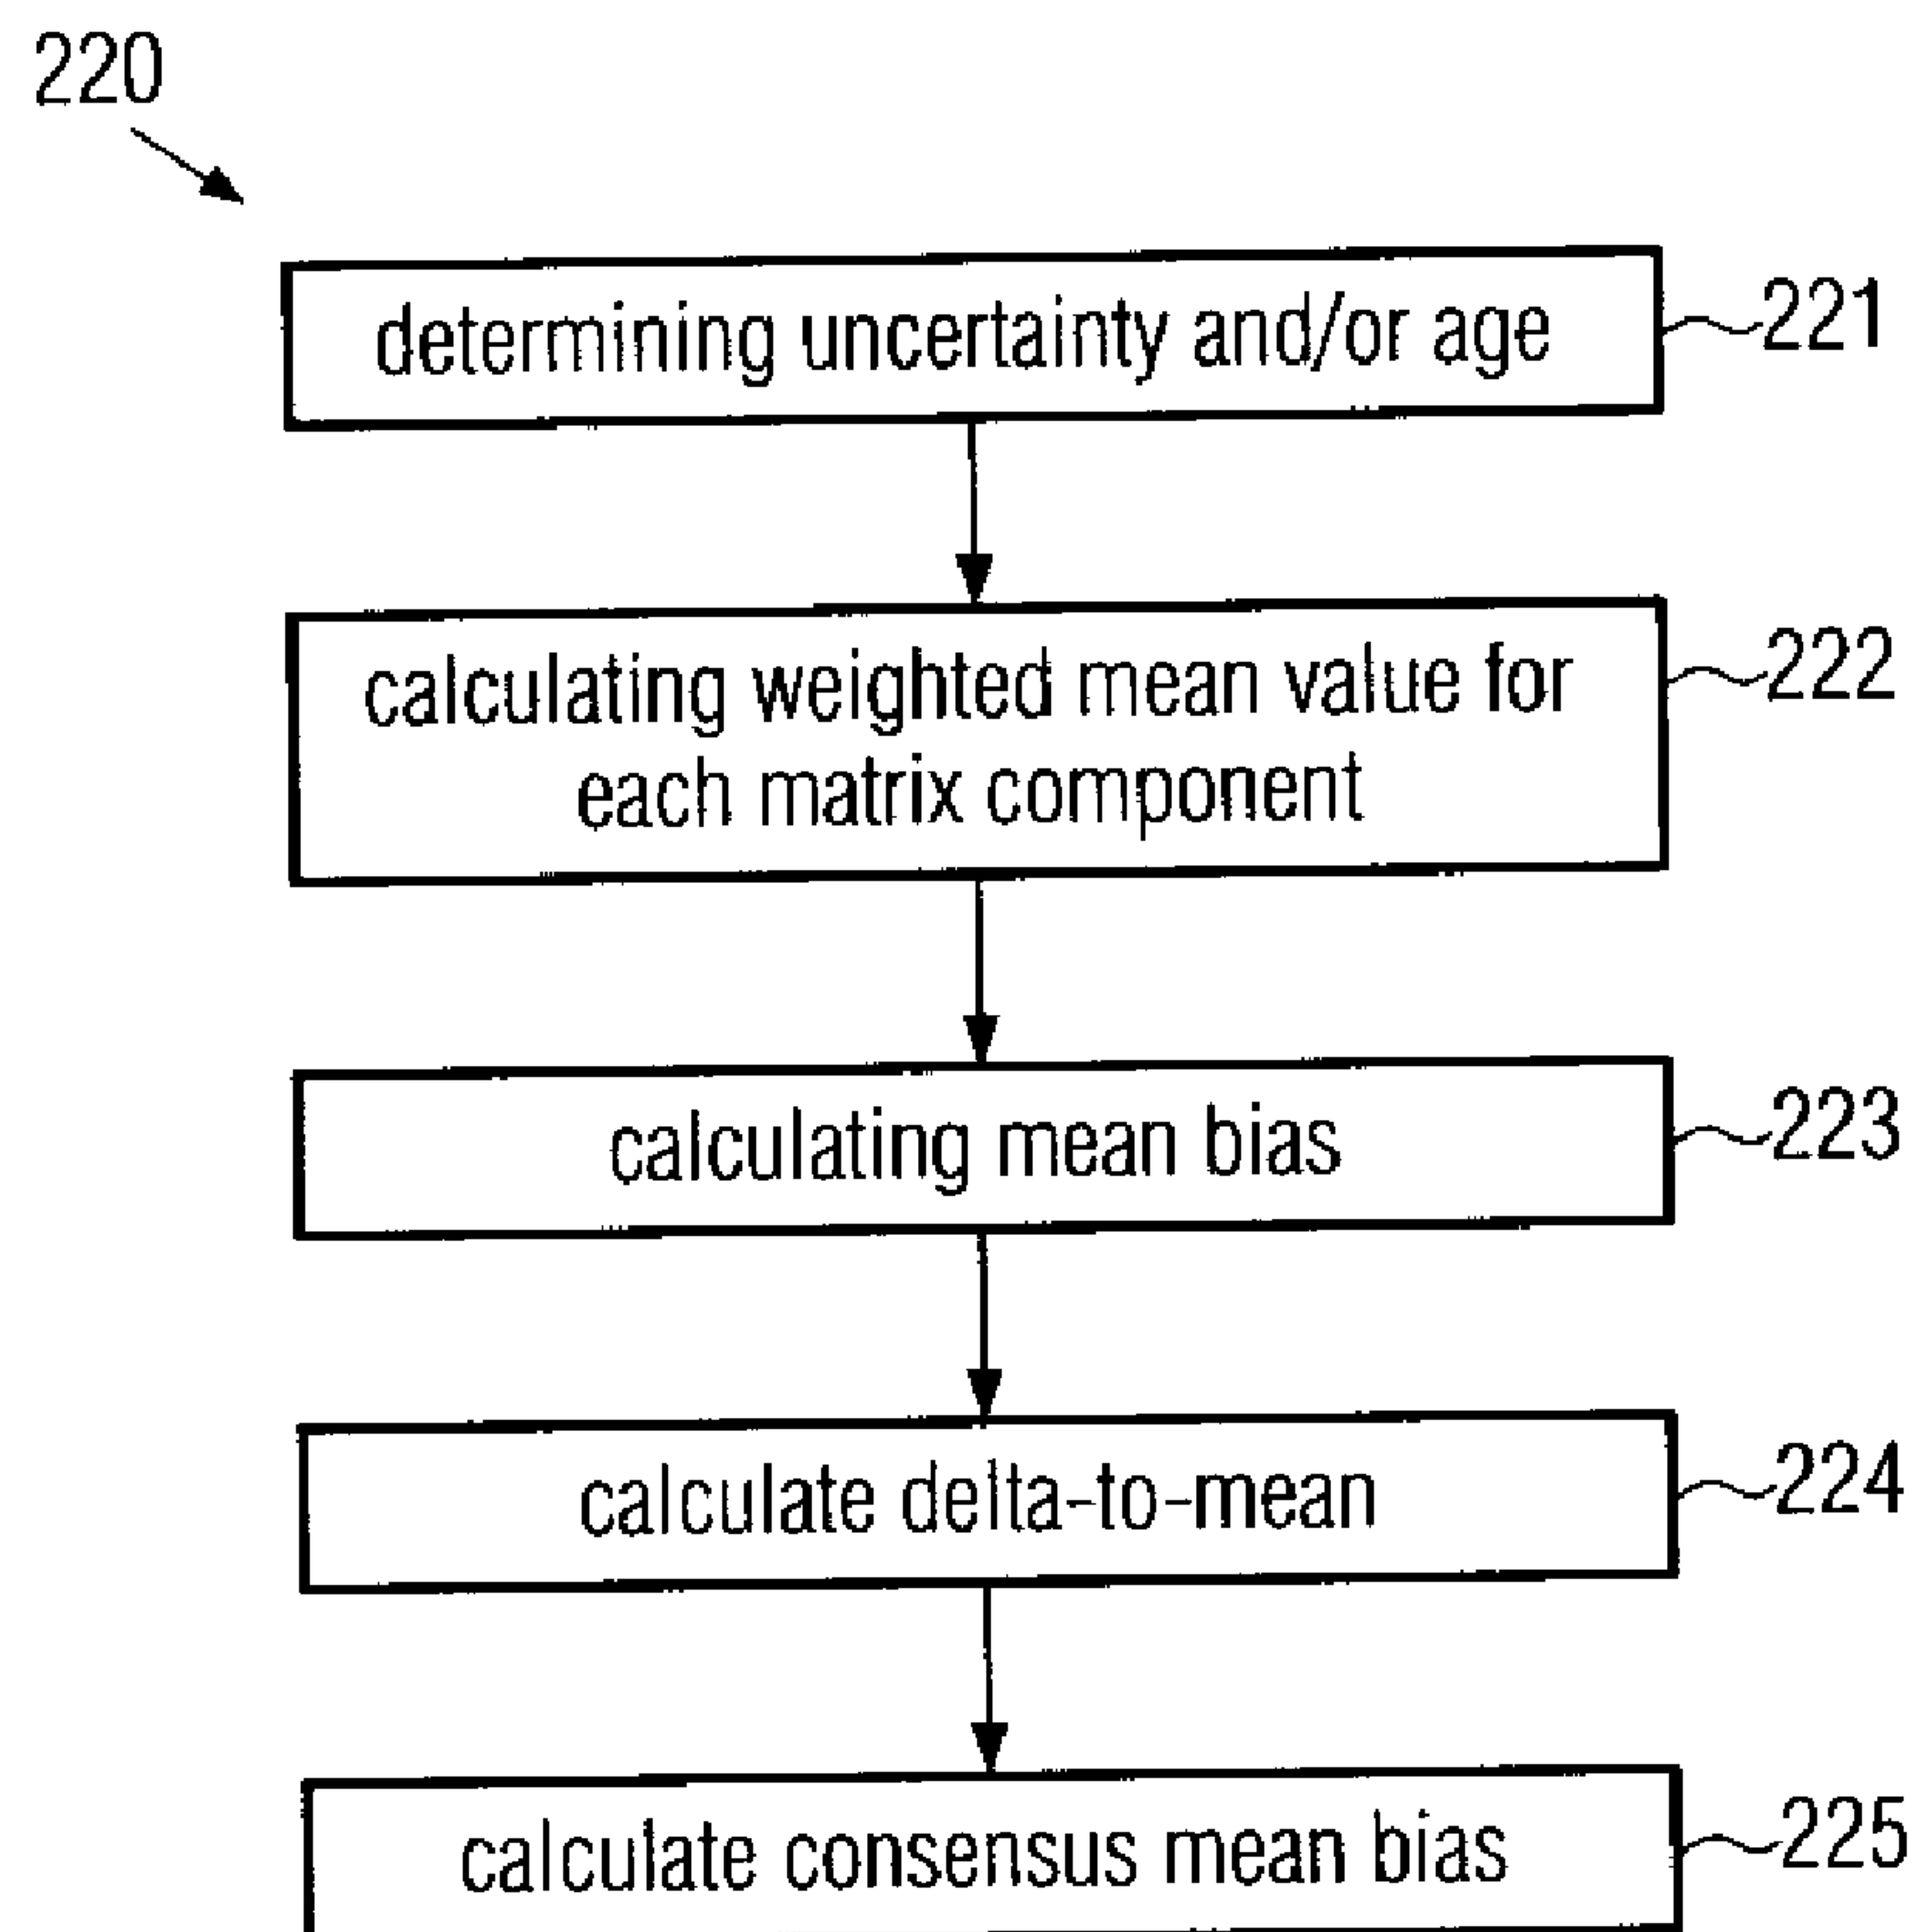 220
determining uncertainty and/or age
221
calculating weighted mean value for
each matrix component
222
calculating mean bias
223
calculate delta-to-mean
224
calculate consensus mean bias
225